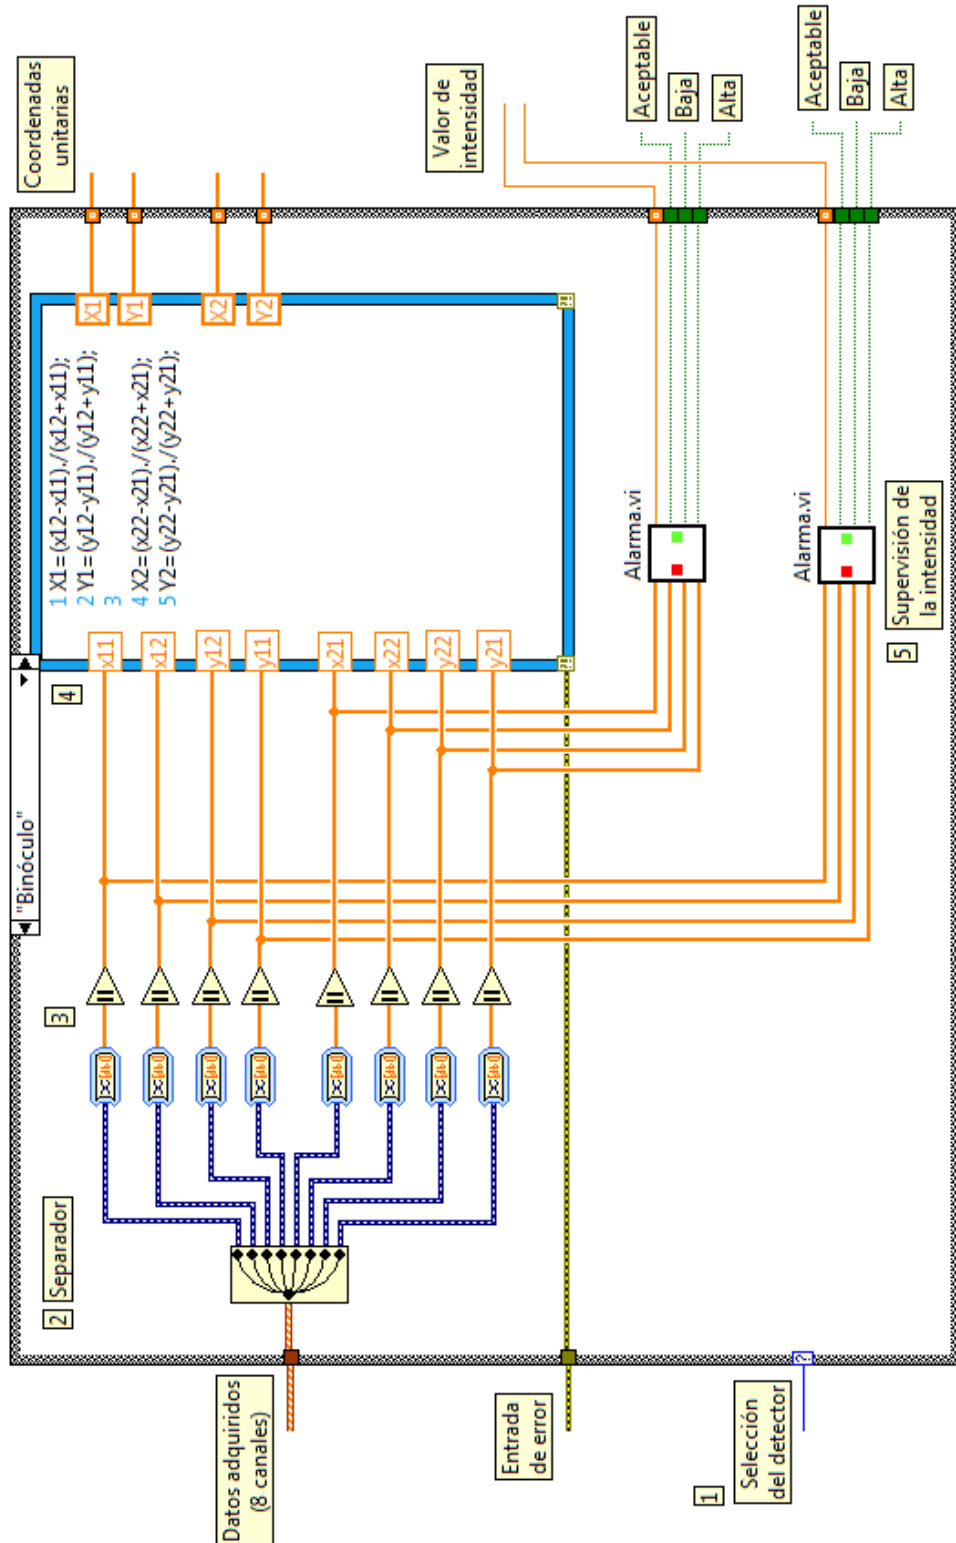 "Binóculo"
Datos adquiridos
(8 canales)
2
Separador
3
4
x11
x12
y12
y11
x21
x22
y22
y21
1 X1=(x12-x11)./(x12+x11);
2 Y1=(y12-y11)./(y12+y11);
3
4 X2=(x22-x21)./(x22+x21);
5 Y2=(y22-y21)./(y22+y21);
X1
Y1
X2
Y2
Coordenadas
unitarias
Valor de
intensidad
Entrada
de error
Alarma.vi
Aceptable
Baja
Alta
1
Selección
del detector
?
Alarma.vi
Aceptable
Baja
Alta
5
Supervisión de
la intensidad